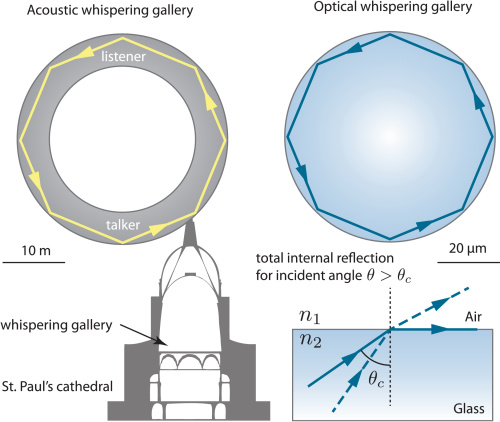 Acoustic whispering gallery
Optical whispering gallery
listener
talker
10 m
20 µm
total internal reflection
for incident angle θ > θc
n1
Air
n2
whispering gallery
θc
St. Paul's cathedral
Glass